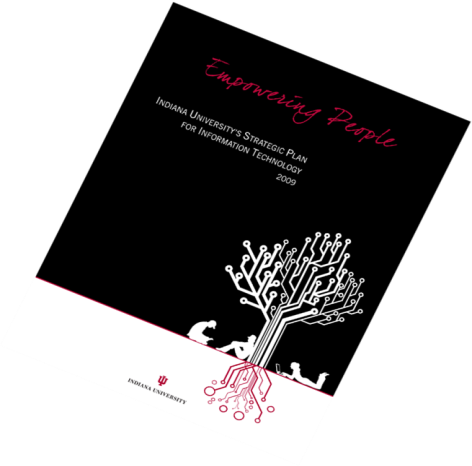 Empowering People
INDIANA UNIVERSITY'S STRATEGIC PLAN
FOR INFORMATION TECHNOLOGY
2009
INDIANA UNIVERSITY